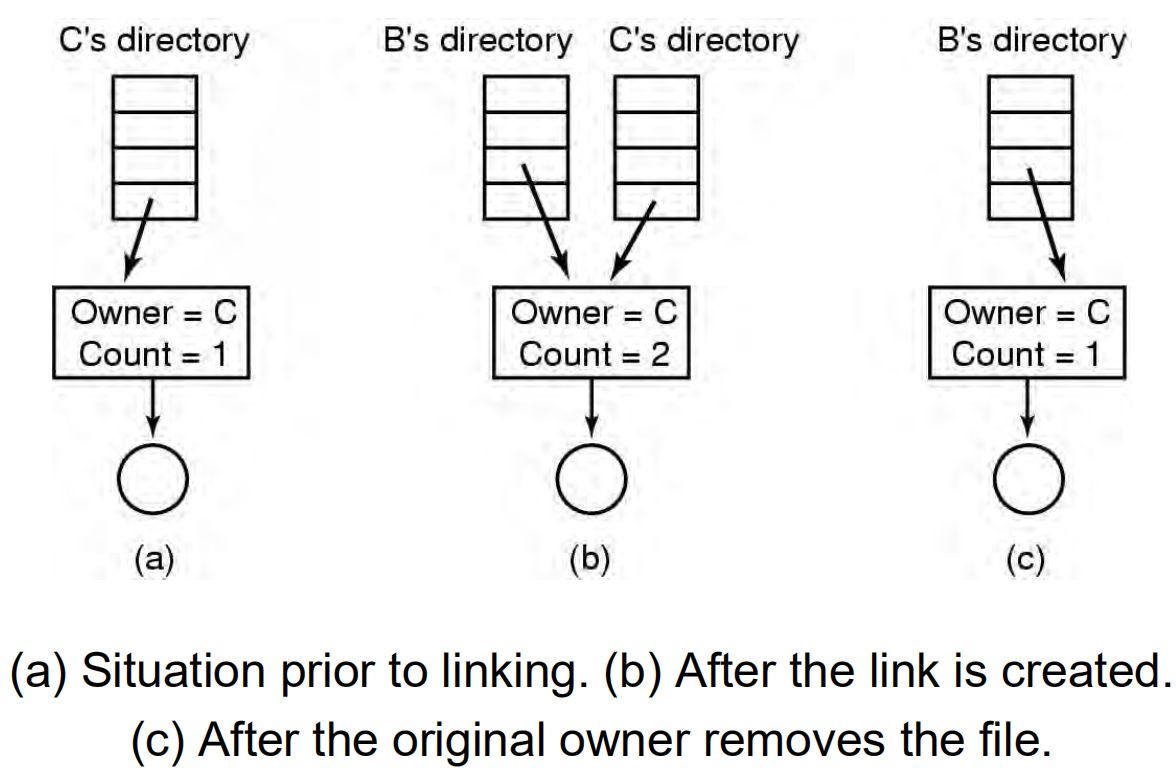 C's directory
B's directory C's directory
B's directory
Owner = C
Count = 1
Owner = C
Count = 2
Owner = C
Count = 1
(a)
(b)
(c)
(a) Situation prior to linking. (b) After the link is created.
(c) After the original owner removes the file.